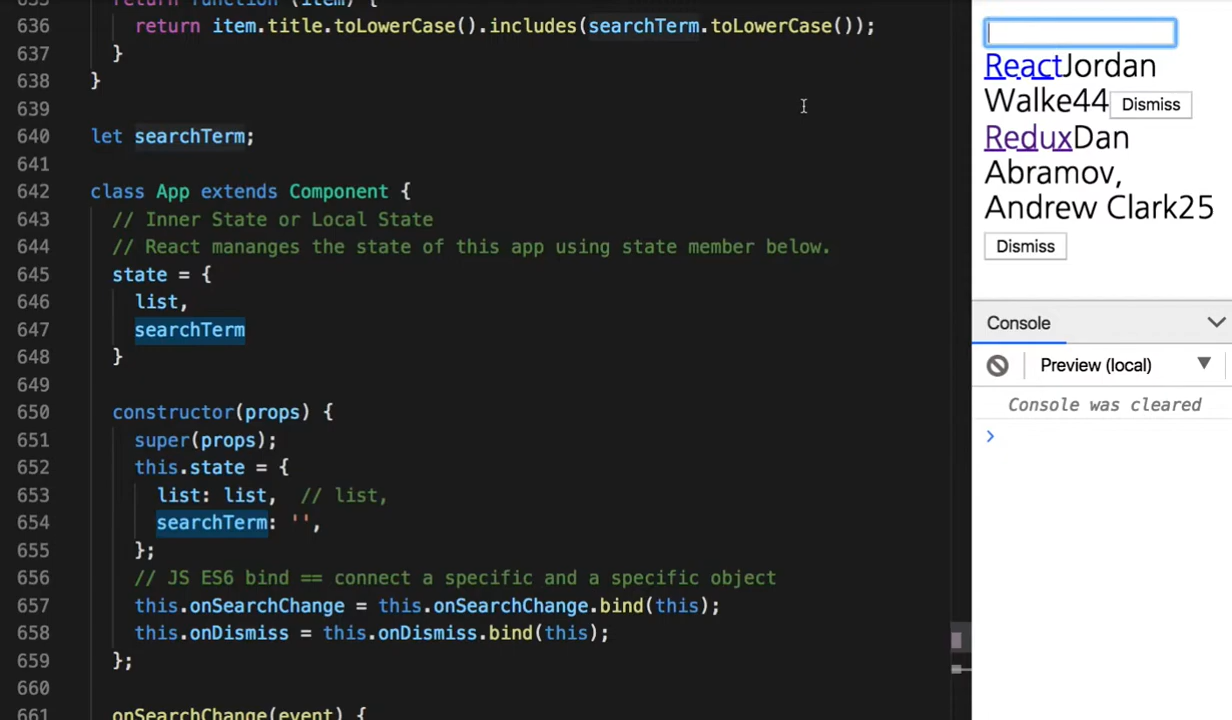 635 return function (item) {
636 return item.title.toLowerCase().includes(searchTerm.toLowerCase());
637 }
638 }
639
640 let searchTerm;
641
642 class App extends Component {
643 // Inner State or Local State
644 // React mananges the state of this app using state member below.
645 state = {
646 list,
647 searchTerm
648 }
649
650 constructor(props) {
651 super(props);
652 this.state = {
653 list: list, // list,
654 searchTerm: '',
655 };
656 // JS ES6 bind == connect a specific and a specific object
657 this.onSearchChange = this.onSearchChange.bind(this);
658 this.onDismiss = this.onDismiss.bind(this);
659 };
660
661 onSearchChange(event) {
ReactJordan
Walke44 Dismiss
ReduxDan
Abramov,
Andrew Clark25
Dismiss
Console
Preview (local)
Console was cleared